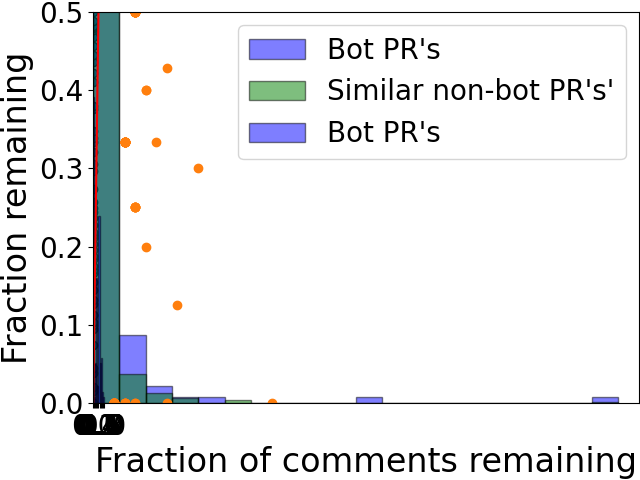 0.5
0.4
0.3
0.2
0.1
0.0
Fraction remaining
Bot PR's
Similar non-bot PR's'
Bot PR's
Fraction of comments remaining